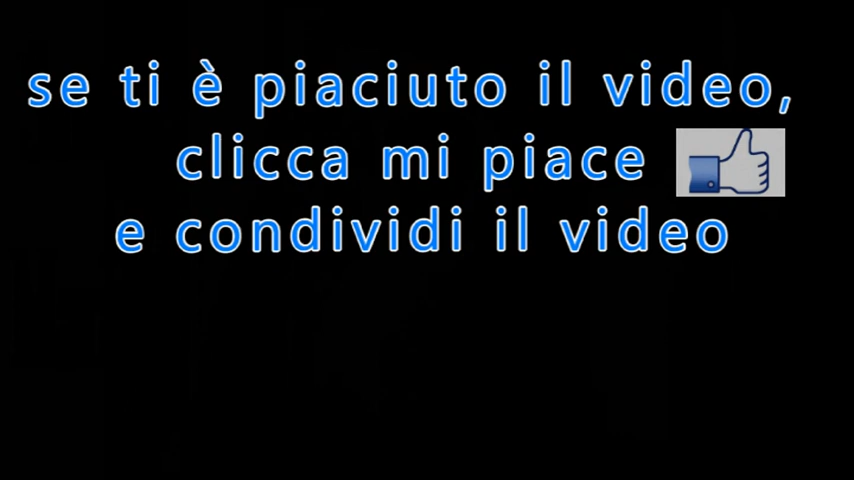 se ti è piaciuto il video,
clicca mi piace
e condividi il video